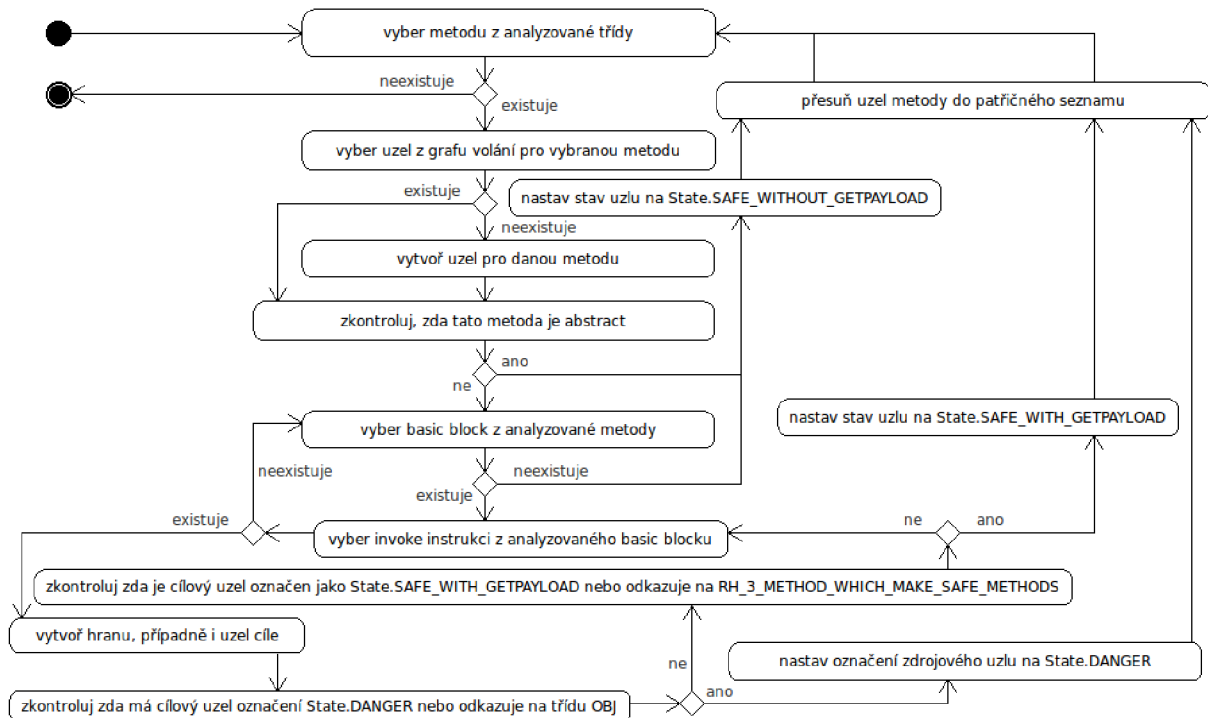 vyber metodu z analyzované třídy
neexistuje
existuje
přesuň uzel metody do patřičného seznamu
vyber uzel z grafu volání pro vybranou metodu
existuje
nastav stav uzlu na State.SAFE_WITHOUT_GETPAYLOAD
neexistuje
vytvoř uzel pro danou metodu
zkontroluj, zda tato metoda je abstract
ano
ne
nastav stav uzlu na State.SAFE_WITH_GETPAYLOAD
vyber basic block z analyzované metody
neexistuje
neexistuje
existuje
existuje
ne
ano
vyber invoke instrukci z analyzovaného basic blocku
zkontroluj zda je cílový uzel označen jako State.SAFE_WITH_GETPAYLOAD nebo odkazuje na RH_3_METHOD_WHICH_MAKE_SAFE_METHODS
vytvoř hranu, případně i uzel cíle
ne
nastav označení zdrojového uzlu na State.DANGER
ano
zkontroluj zda má cílový uzel označení State.DANGER nebo odkazuje na třídu OBJ